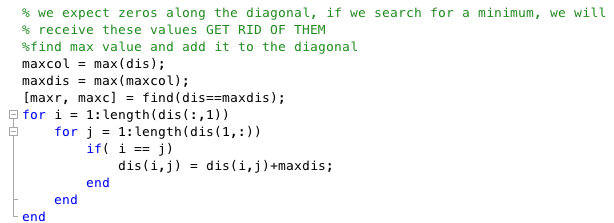 % we expect zeros along the diagonal, if we search for a minimum, we will
% receive these values GET RID OF THEM
%find max value and add it to the diagonal
maxcol = max(dis);
maxdis = max(maxcol);
[maxr, maxc] = find(dis==maxdis);
for i = 1:length(dis(:,1))
    for j = 1:length(dis(1,:))
        if( i == j)
            dis(i,j) = dis(i,j)+maxdis;
        end
    end
end